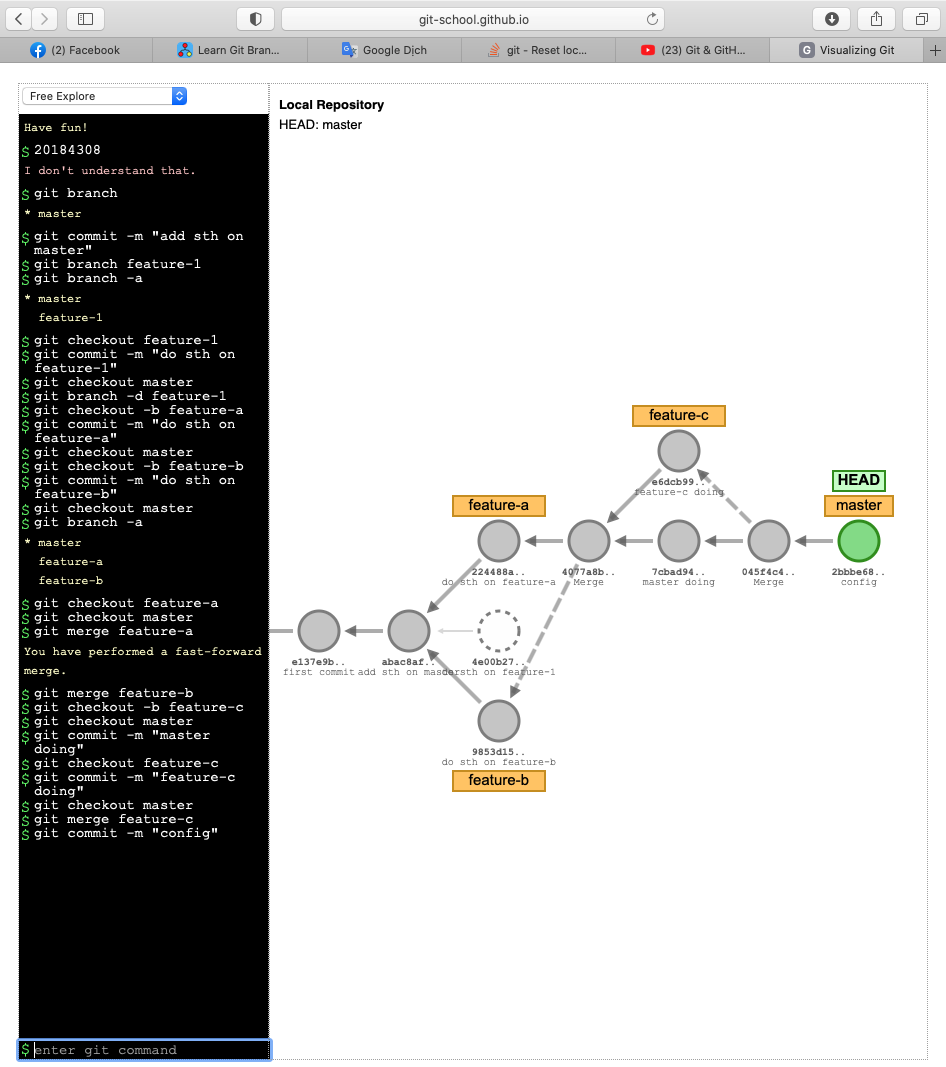 git-school.github.io
(2) Facebook
Learn Git Bran...
Google Dịch
git - Reset loc...
(23) Git & GitH...
G Visualizing Git
Free Explore
Have fun!
$ 20184308
I don't understand that.
$ git branch
* master
$ git commit -m "add sth on
master"
$ git branch feature-1
$ git branch -a
* master
feature-1
$ git checkout feature-1
$ git commit -m "do sth on
feature-1"
$ git checkout master
$ git branch -d feature-1
$ git checkout -b feature-a
$ git commit -m "do sth on
feature-a"
$ git checkout master
$ git checkout -b feature-b
$ git commit -m "do sth on
feature-b"
$ git checkout master
$ git branch -a
* master
feature-a
feature-b
$ git checkout feature-a
$ git checkout master
$ git merge feature-a
You have performed a fast-forward
merge.
$ git merge feature-b
$ git checkout -b feature-c
$ git checkout master
$ git commit -m "master
doing"
$ git checkout feature-c
$ git commit -m "feature-c
doing"
$ git checkout master
$ git merge feature-c
$ git commit -m "config"
$ enter git command
Local Repository
HEAD: master
feature-c
e6dcb99..
feature-c doing
HEAD
feature-a
master
224488a..
do sth on feature-a
4077a8b..
Merge
7cbad94..
master doing
045f4c4..
Merge
2bbbe68..
config
e137e9b..
first commit
abac8af..
add sth on master
4e00b27..
sth on feature-1
9853d15..
do sth on feature-b
feature-b